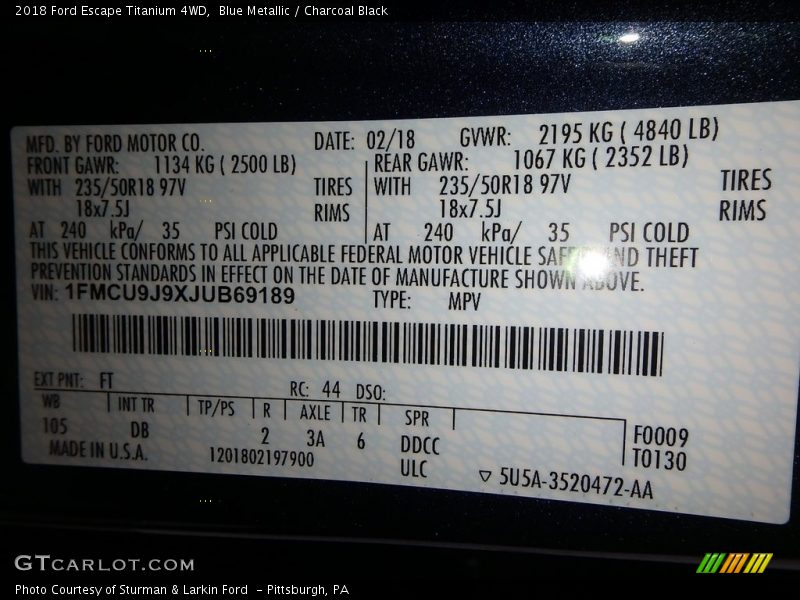 2018 Ford Escape Titanium 4WD, Blue Metallic / Charcoal Black
MFD. BY FORD MOTOR CO. DATE: 02/18 GVWR: 2195 KG ( 4840 LB)
FRONT GAWR: 1134 KG ( 2500 LB) REAR GAWR: 1067 KG ( 2352 LB)
WITH 235/50R18 97V TIRES WITH 235/50R18 97V TIRES
18x7.5J RIMS 18x7.5J RIMS
AT 240 kPa/ 35 PSI COLD AT 240 kPa/ 35 PSI COLD
THIS VEHICLE CONFORMS TO ALL APPLICABLE FEDERAL MOTOR VEHICLE SAFETY AND THEFT
PREVENTION STANDARDS IN EFFECT ON THE DATE OF MANUFACTURE SHOWN ABOVE.
VIN: 1FMCU9J9XJUB69189 TYPE: MPV
EXT PNT: FT RC: 44 DSO:
WB INT TR TP/PS R AXLE TR SPR
105 DB 2 3A 6 DDCC F0009
MADE IN U.S.A. 1201802197900 ULC T0130
▽ 5U5A-3520472-AA
GTCARLOT.COM
Photo Courtesy of Sturman & Larkin Ford - Pittsburgh, PA